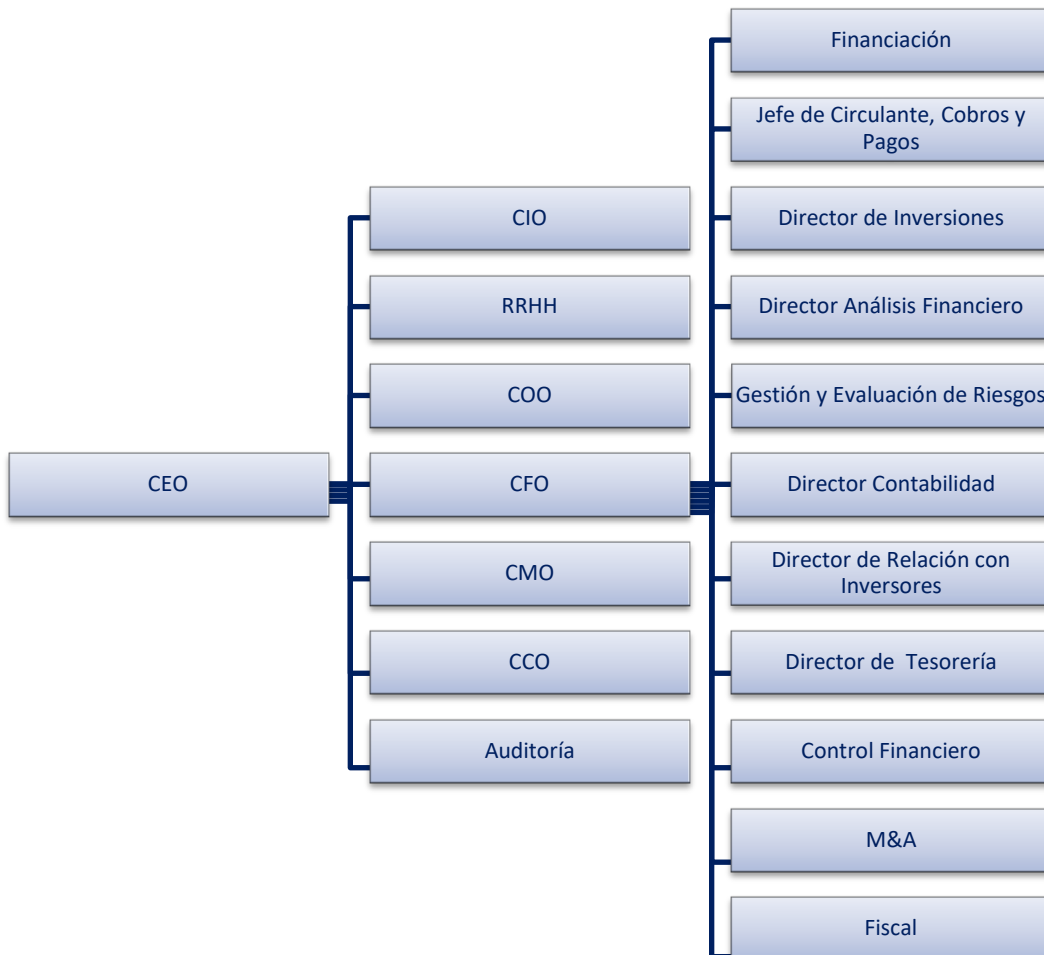 CEO
CIO
RRHH
COO
CFO
CMO
CCO
Auditoría
Financiación
Jefe de Circulante, Cobros y
Pagos
Director de Inversiones
Director Análisis Financiero
Gestión y Evaluación de Riesgos
Director Contabilidad
Director de Relación con
Inversores
Director de Tesorería
Control Financiero
M&A
Fiscal